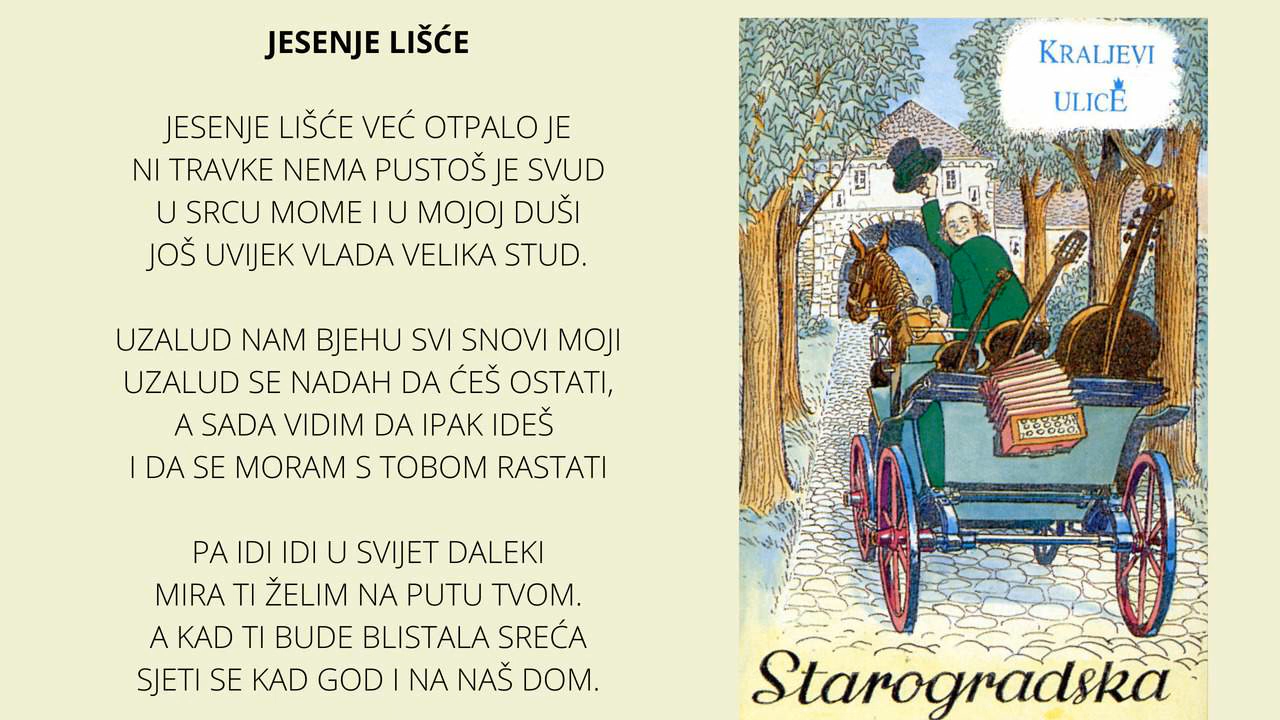 JESENJE LIŠĆE
JESENJE LIŠĆE VEĆ OTPALO JE
NI TRAVKE NEMA PUSTOŠ JE SVUD
U SRCU MOME I U MOJOJ DUŠI
JOŠ UVIJEK VLADA VELIKA STUD.
UZALUD NAM BJEHU SVI SNOVI MOJI
UZALUD SE NADAH DA ĆEŠ OSTATI,
A SADA VIDIM DA IPAK IDEŠ
I DA SE MORAM S TOBOM RASTATI
PA IDI IDI U SVIJET DALEKI
MIRA TI ŽELIM NA PUTU TVOM.
A KAD TI BUDE BLISTALA SREĆA
SJETI SE KAD GOD I NA NAŠ DOM.
KRALJEVI
ULICE
Starogradska